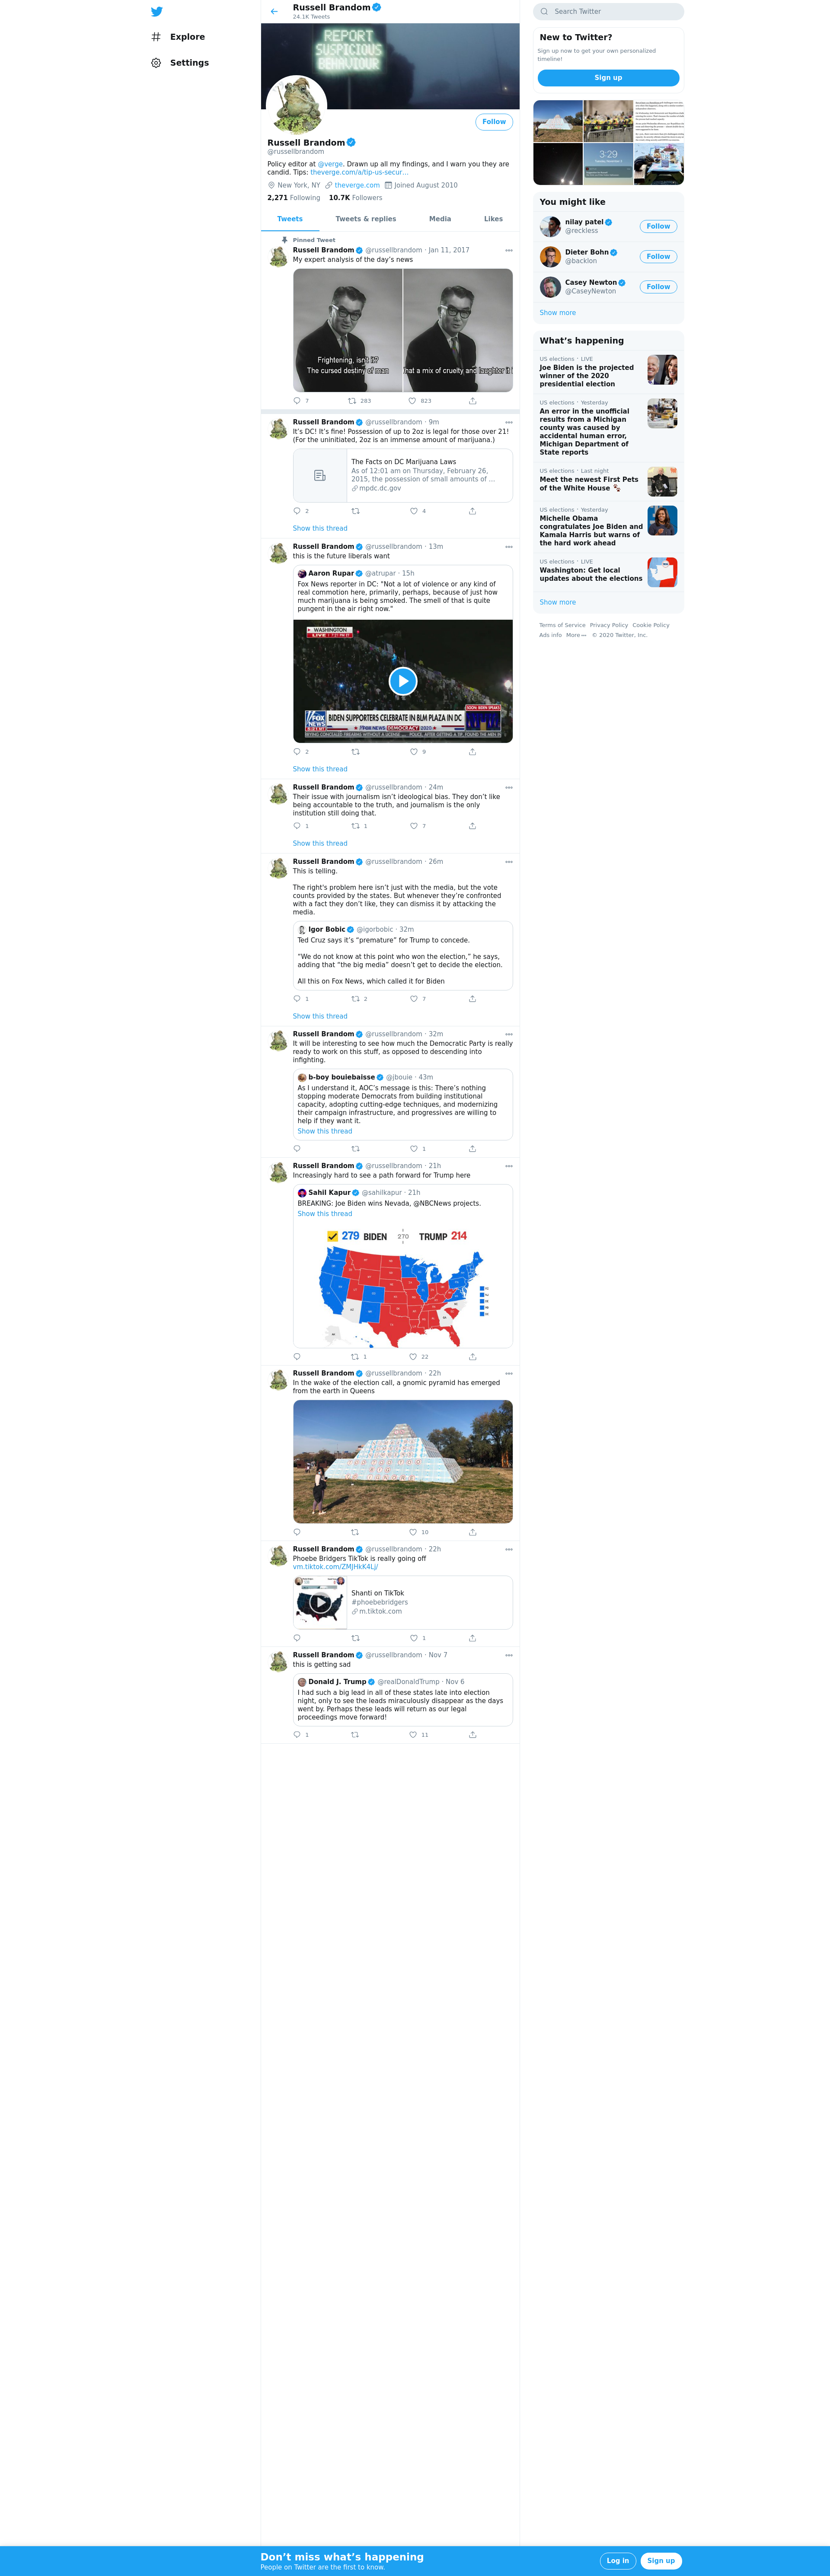 Explore
Settings
Russell Brandom
24.1K Tweets
REPORT
SUSPICIOUS
BEHAVIOUR
Follow
Russell Brandom
@russellbrandom
Policy editor at @verge. Drawn up all my findings, and I warn you they are
candid. Tips: theverge.com/a/tip-us-secur…
New York, NY theverge.com Joined August 2010
2,271 Following 10.7K Followers
Tweets Tweets & replies Media Likes
Pinned Tweet
Russell Brandom @russellbrandom · Jan 11, 2017
My expert analysis of the day’s news
Frightening, isn't it?
The cursed destiny of man
that a mix of cruelty and laughter it i
7 283 823
Russell Brandom @russellbrandom · 9m
It’s DC! It’s fine! Possession of up to 2oz is legal for those over 21!
(For the uninitiated, 2oz is an immense amount of marijuana.)
The Facts on DC Marijuana Laws
As of 12:01 am on Thursday, February 26,
2015, the possession of small amounts of …
mpdc.dc.gov
2 4
Show this thread
Russell Brandom @russellbrandom · 13m
this is the future liberals want
Aaron Rupar @atrupar · 15h
Fox News reporter in DC: "Not a lot of violence or any kind of
real commotion here, primarily, perhaps, because of just how
much marijuana is being smoked. The smell of that is quite
pungent in the air right now."
WASHINGTON
LIVE
SOON: BIDEN SPEAKS
BIDEN SUPPORTERS CELEBRATE IN BLM PLAZA IN DC
FOX NEWS DEMOCRACY 2020
2 9
Show this thread
Russell Brandom @russellbrandom · 24m
Their issue with journalism isn’t ideological bias. They don’t like
being accountable to the truth, and journalism is the only
institution still doing that.
1 1 7
Show this thread
Russell Brandom @russellbrandom · 26m
This is telling.
The right's problem here isn’t just with the media, but the vote
counts provided by the states. But whenever they’re confronted
with a fact they don’t like, they can dismiss it by attacking the
media.
Igor Bobic @igorbobic · 32m
Ted Cruz says it’s “premature” for Trump to concede.
“We do not know at this point who won the election,” he says,
adding that “the big media” doesn’t get to decide the election.
All this on Fox News, which called it for Biden
1 2 7
Show this thread
Russell Brandom @russellbrandom · 32m
It will be interesting to see how much the Democratic Party is really
ready to work on this stuff, as opposed to descending into
infighting.
b-boy bouiebaisse @jbouie · 43m
As I understand it, AOC’s message is this: There’s nothing
stopping moderate Democrats from building institutional
capacity, adopting cutting-edge techniques, and modernizing
their campaign infrastructure, and progressives are willing to
help if they want it.
Show this thread
1
Russell Brandom @russellbrandom · 21h
Increasingly hard to see a path forward for Trump here
Sahil Kapur @sahilkapur · 21h
BREAKING: Joe Biden wins Nevada, @NBCNews projects.
Show this thread
279 BIDEN 270 TRUMP 214
1 22
Russell Brandom @russellbrandom · 22h
In the wake of the election call, a gnomic pyramid has emerged
from the earth in Queens
10
Russell Brandom @russellbrandom · 22h
Phoebe Bridgers TikTok is really going off
vm.tiktok.com/ZMJHkK4Lj/
Shanti on TikTok
#phoebebridgers
m.tiktok.com
1
Russell Brandom @russellbrandom · Nov 7
this is getting sad
Donald J. Trump @realDonaldTrump · Nov 6
I had such a big lead in all of these states late into election
night, only to see the leads miraculously disappear as the days
went by. Perhaps these leads will return as our legal
proceedings move forward!
1 11
Search Twitter
New to Twitter?
Sign up now to get your own personalized
timeline!
Sign up
3:29
You might like
nilay patel
@reckless
Follow
Dieter Bohn
@backlon
Follow
Casey Newton
@CaseyNewton
Follow
Show more
What’s happening
US elections · LIVE
Joe Biden is the projected
winner of the 2020
presidential election
US elections · Yesterday
An error in the unofficial
results from a Michigan
county was caused by
accidental human error,
Michigan Department of
State reports
US elections · Last night
Meet the newest First Pets
of the White House
US elections · Yesterday
Michelle Obama
congratulates Joe Biden and
Kamala Harris but warns of
the hard work ahead
US elections · LIVE
Washington: Get local
updates about the elections
Show more
Terms of Service Privacy Policy Cookie Policy
Ads info More © 2020 Twitter, Inc.
Don’t miss what’s happening
People on Twitter are the first to know.
Log in Sign up